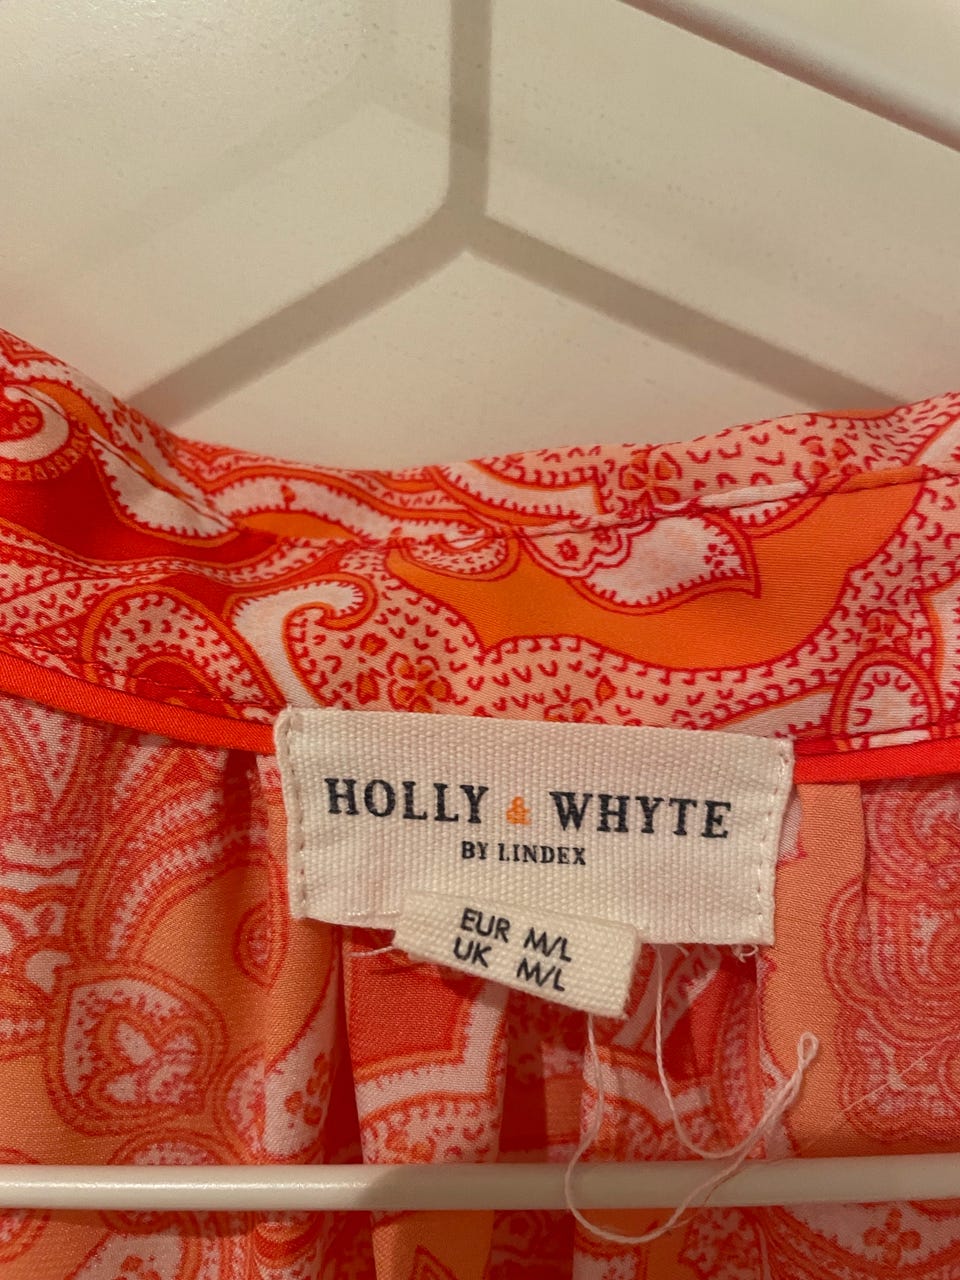 HOLLY & WHYTE
BY LINDEX
EUR M/L
UK M/L